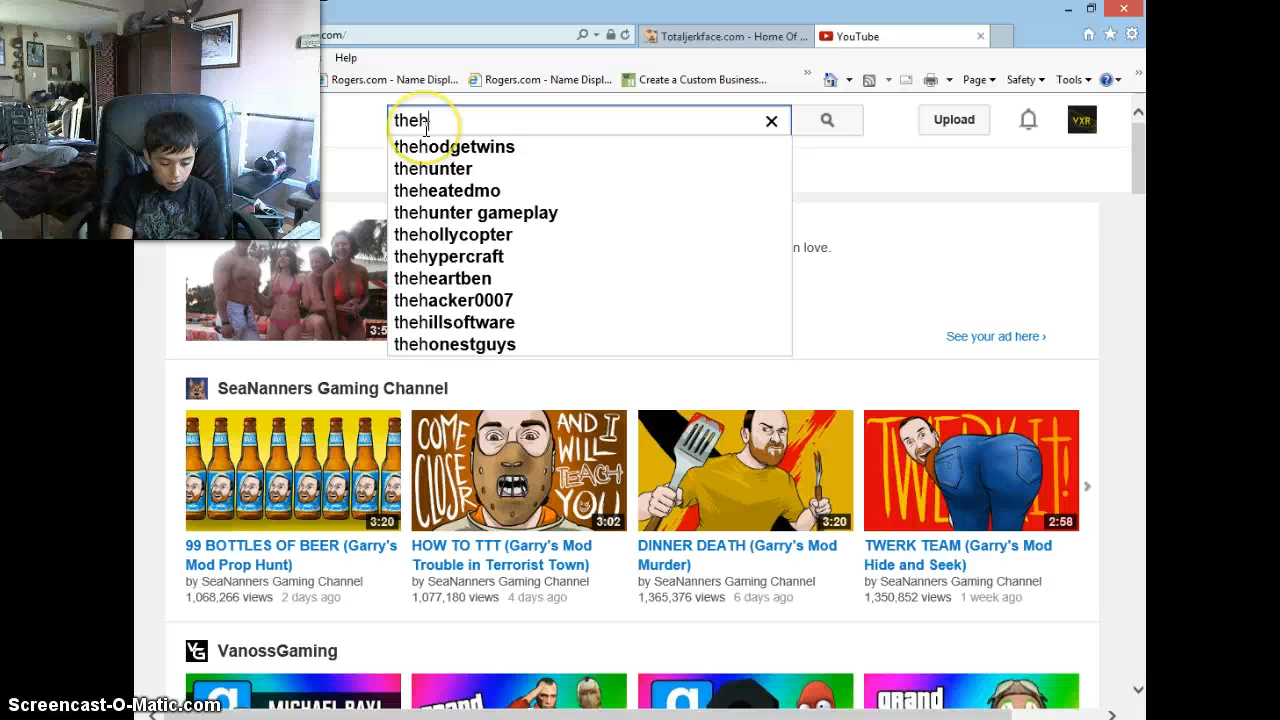 com/
Totaljerkface.com - Home Of ...
YouTube
Help
Rogers.com - Name Displ...
Rogers.com - Name Displ...
Create a Custom Business...
Page
Safety
Tools
theh
Upload
VXR
thehodgetwins
thehunter
theheatedmo
thehunter gameplay
thehollycopter
thehypercraft
theheartben
thehacker0007
thehillsoftware
thehonestguys
n love.
3:5
See your ad here ›
SeaNanners Gaming Channel
3:20
COME CLOSR
AND I WILL TEACH YOU
3:02
3:20
TWERK IT!
2:58
99 BOTTLES OF BEER (Garry's Mod Prop Hunt)
by SeaNanners Gaming Channel
1,068,266 views 2 days ago
HOW TO TTT (Garry's Mod Trouble in Terrorist Town)
by SeaNanners Gaming Channel
1,077,180 views 4 days ago
DINNER DEATH (Garry's Mod Murder)
by SeaNanners Gaming Channel
1,365,376 views 6 days ago
TWERK TEAM (Garry's Mod Hide and Seek)
by SeaNanners Gaming Channel
1,350,852 views 1 week ago
VG
VanossGaming
grand
grand
Screencast-O-Matic.com